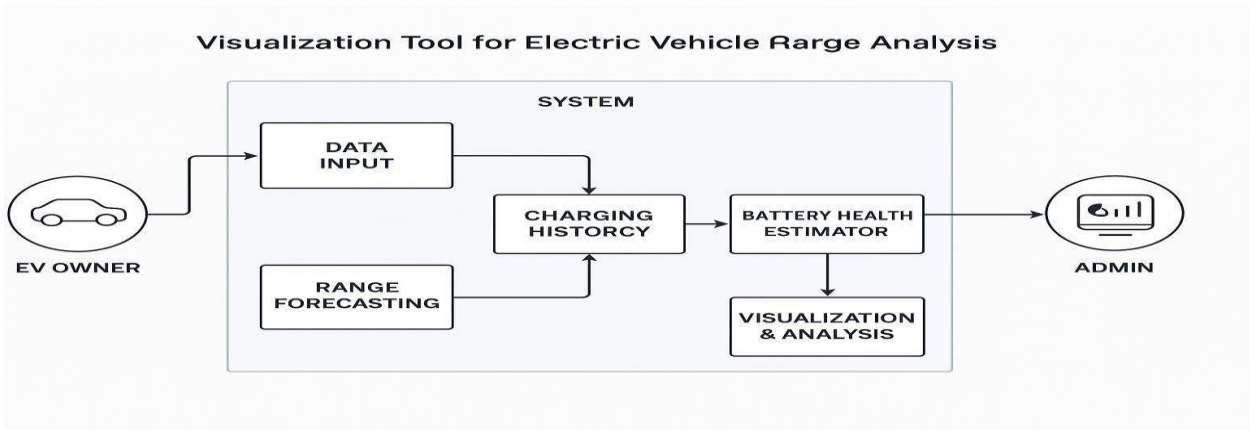 Visualization Tool for Electric Vehicle Rarge Analysis
SYSTEM
DATA
INPUT
CHARGING
HISTORCY
BATTERY HEALTH
ESTIMATOR
EV OWNER
ADMIN
RANGE
FORECASTING
VISUALIZATION
& ANALYSIS